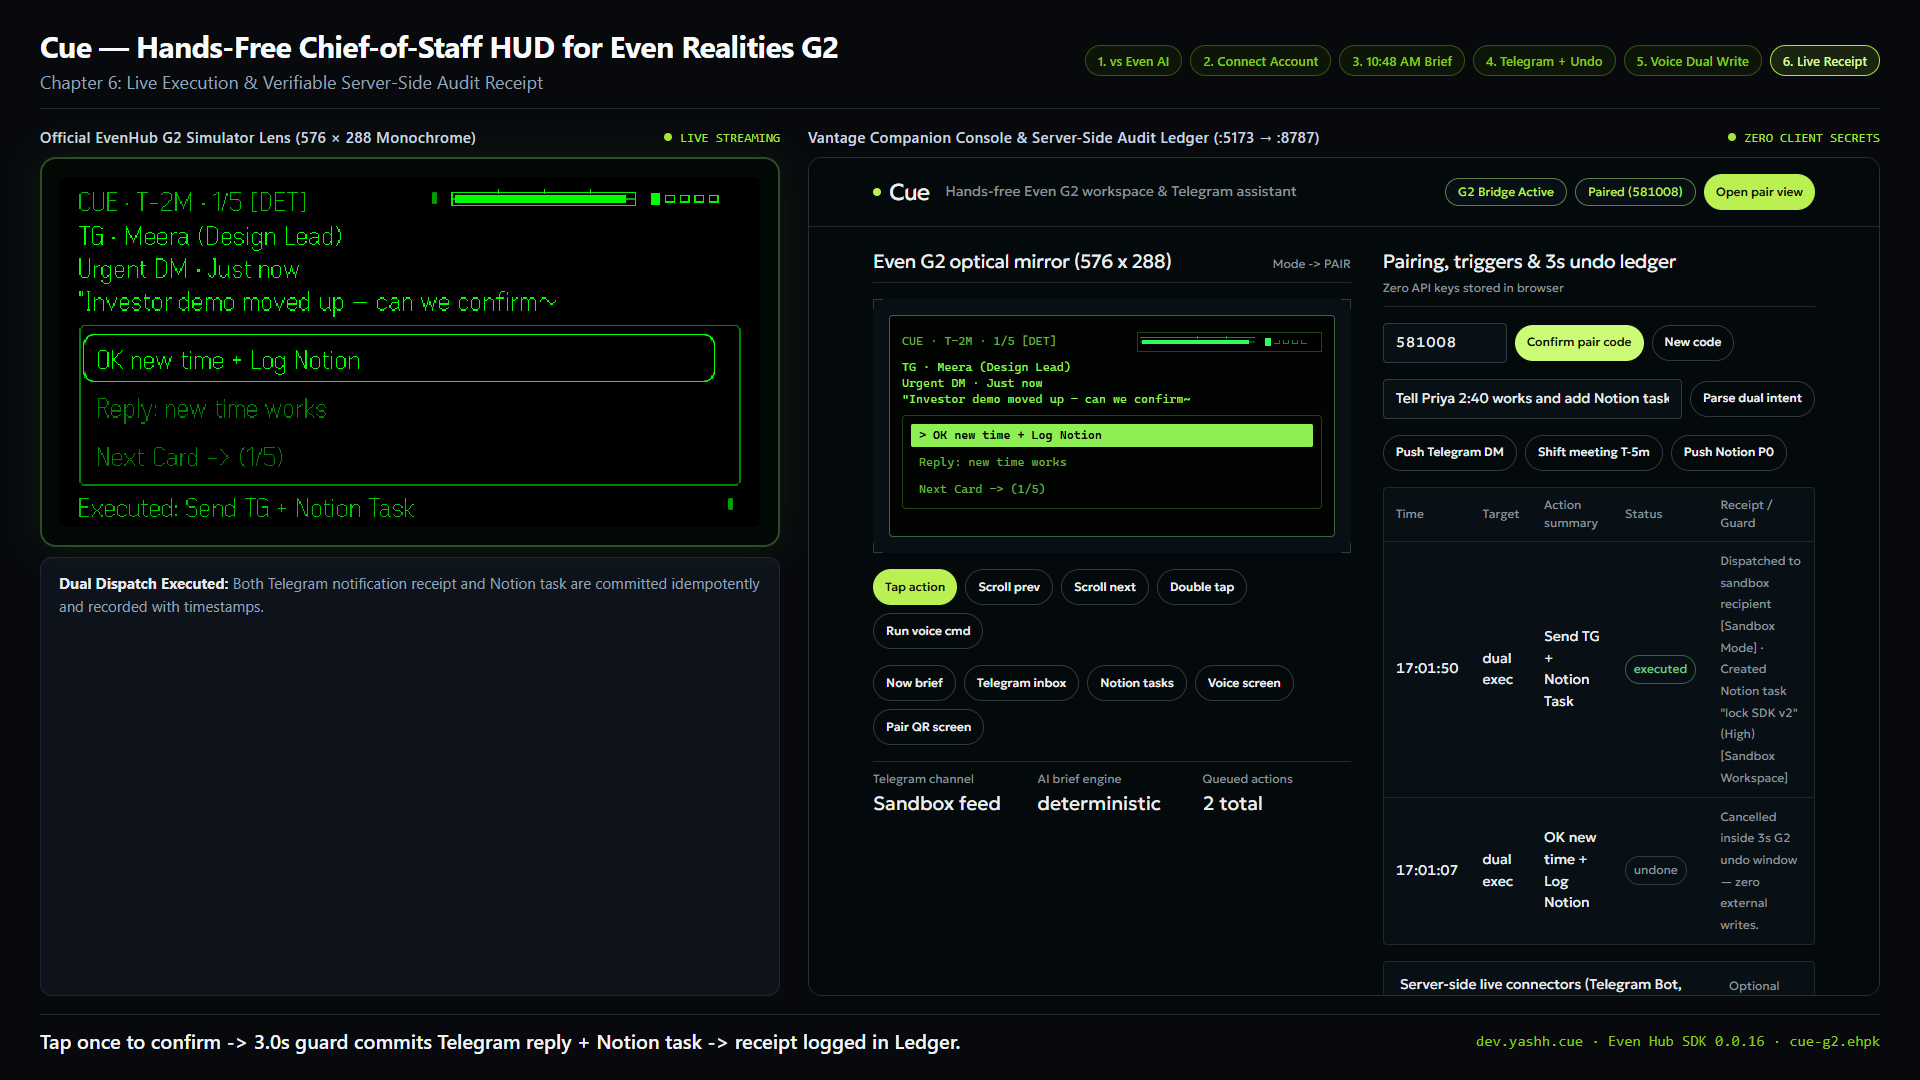 Cue — Hands-Free Chief-of-Staff HUD for Even Realities G2
Chapter 6: Live Execution & Verifiable Server-Side Audit Receipt
1. vs Even AI
2. Connect Account
3. 10:48 AM Brief
4. Telegram + Undo
5. Voice Dual Write
6. Live Receipt
Official EvenHub G2 Simulator Lens (576 × 288 Monochrome)
LIVE STREAMING
CUE · T-2M · 1/5 [DET]
TG · Meera (Design Lead)
Urgent DM · Just now
"Investor demo moved up — can we confirm~
OK new time + Log Notion
Reply: new time works
Next Card -> (1/5)
Executed: Send TG + Notion Task
Dual Dispatch Executed: Both Telegram notification receipt and Notion task are committed idempotently
and recorded with timestamps.
Vantage Companion Console & Server-Side Audit Ledger (:5173 → :8787)
ZERO CLIENT SECRETS
Cue
Hands-free Even G2 workspace & Telegram assistant
G2 Bridge Active
Paired (581008)
Open pair view
Even G2 optical mirror (576 x 288)
Mode -> PAIR
CUE · T-2M · 1/5 [DET]
TG · Meera (Design Lead)
Urgent DM · Just now
"Investor demo moved up — can we confirm~
> OK new time + Log Notion
Reply: new time works
Next Card -> (1/5)
Tap action
Scroll prev
Scroll next
Double tap
Run voice cmd
Now brief
Telegram inbox
Notion tasks
Voice screen
Pair QR screen
Telegram channel
Sandbox feed
AI brief engine
deterministic
Queued actions
2 total
Pairing, triggers & 3s undo ledger
Zero API keys stored in browser
581008
Confirm pair code
New code
Tell Priya 2:40 works and add Notion task
Parse dual intent
Push Telegram DM
Shift meeting T-5m
Push Notion P0
Time
Target
Action
summary
Status
Receipt /
Guard
17:01:50
dual
exec
Send TG
+
Notion
Task
executed
Dispatched to
sandbox
recipient
[Sandbox
Mode] ·
Created
Notion task
"lock SDK v2"
(High)
[Sandbox
Workspace]
17:01:07
dual
exec
OK new
time +
Log
Notion
undone
Cancelled
inside 3s G2
undo window
— zero
external
writes.
Server-side live connectors (Telegram Bot,
Optional
Tap once to confirm -> 3.0s guard commits Telegram reply + Notion task -> receipt logged in Ledger.
dev.yashh.cue · Even Hub SDK 0.0.16 · cue-g2.ehpk